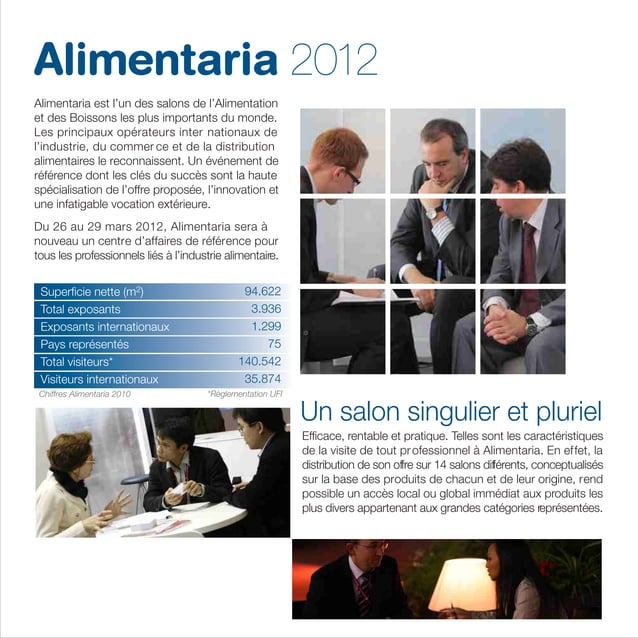 Alimentaria 2012
Alimentaria est l'un des salons de l'Alimentation
et des Boissons les plus importants du monde.
Les principaux opérateurs inter nationaux de
l'industrie, du commer ce et de la distribution
alimentaires le reconnaissent. Un événement de
référence dont les clés du succès sont la haute
spécialisation de l'offre proposée, l'innovation et
une infatigable vocation extérieure.
Du 26 au 29 mars 2012, Alimentaria sera à
nouveau un centre d'affaires de référence pour
tous les professionnels liés à l'industrie alimentaire.
Superficie nette (m²) 94.622
Total exposants 3.936
Exposants internationaux 1.299
Pays représentés 75
Total visiteurs* 140.542
Visiteurs internationaux 35.874
Chiffres Alimentaria 2010 *Réglementation UFI
Un salon singulier et pluriel
Efficace, rentable et pratique. Telles sont les caractéristiques
de la visite de tout professionnel à Alimentaria. En effet, la
distribution de son offre sur 14 salons différents, conceptualisés
sur la base des produits de chacun et de leur origine, rend
possible un accès local ou global immédiat aux produits les
plus divers appartenant aux grandes catégories représentées.